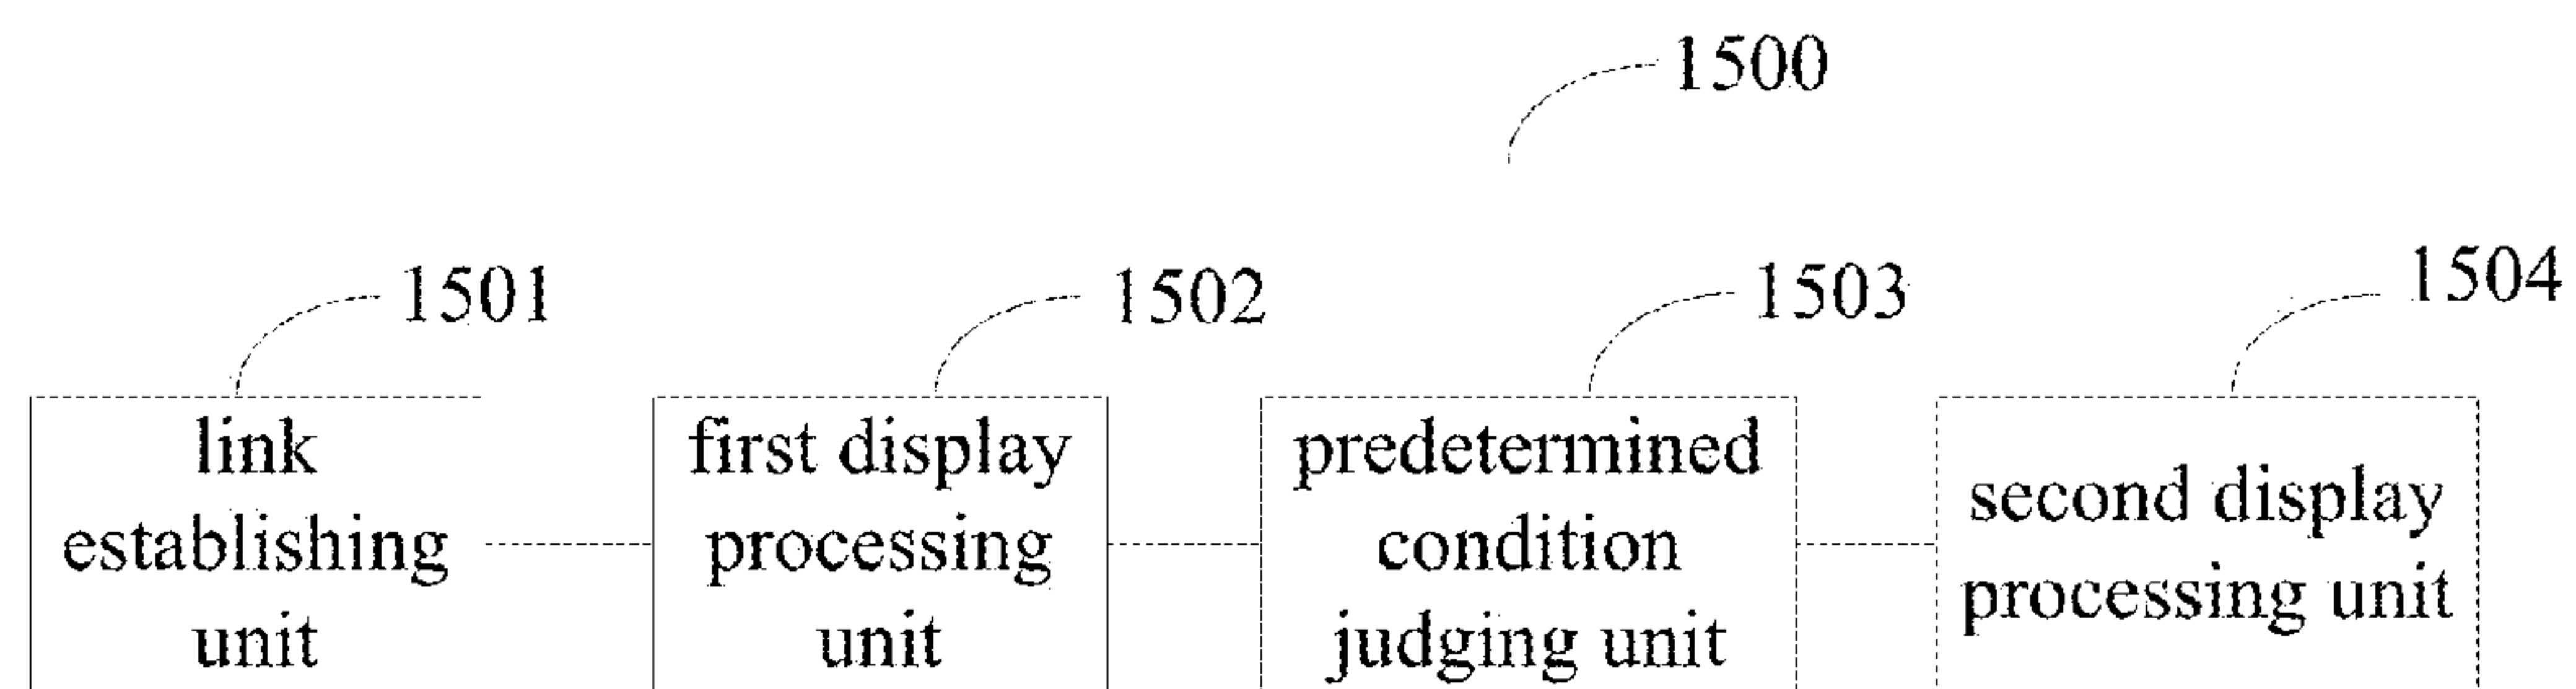 1500
1501
1502
1503
1504
link
establishing
unit
first display
processing
unit
predetermined
condition
judging unit
second display
processing unit